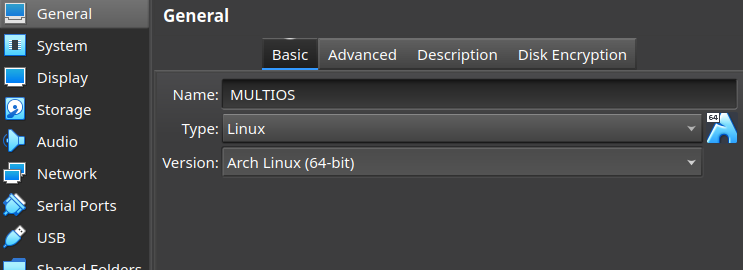 General
System
Display
Storage
Audio
Network
Serial Ports
USB
Shared Folders
General
Basic Advanced Description Disk Encryption
Name: MULTIOS
Type: Linux
64
Version: Arch Linux (64-bit)